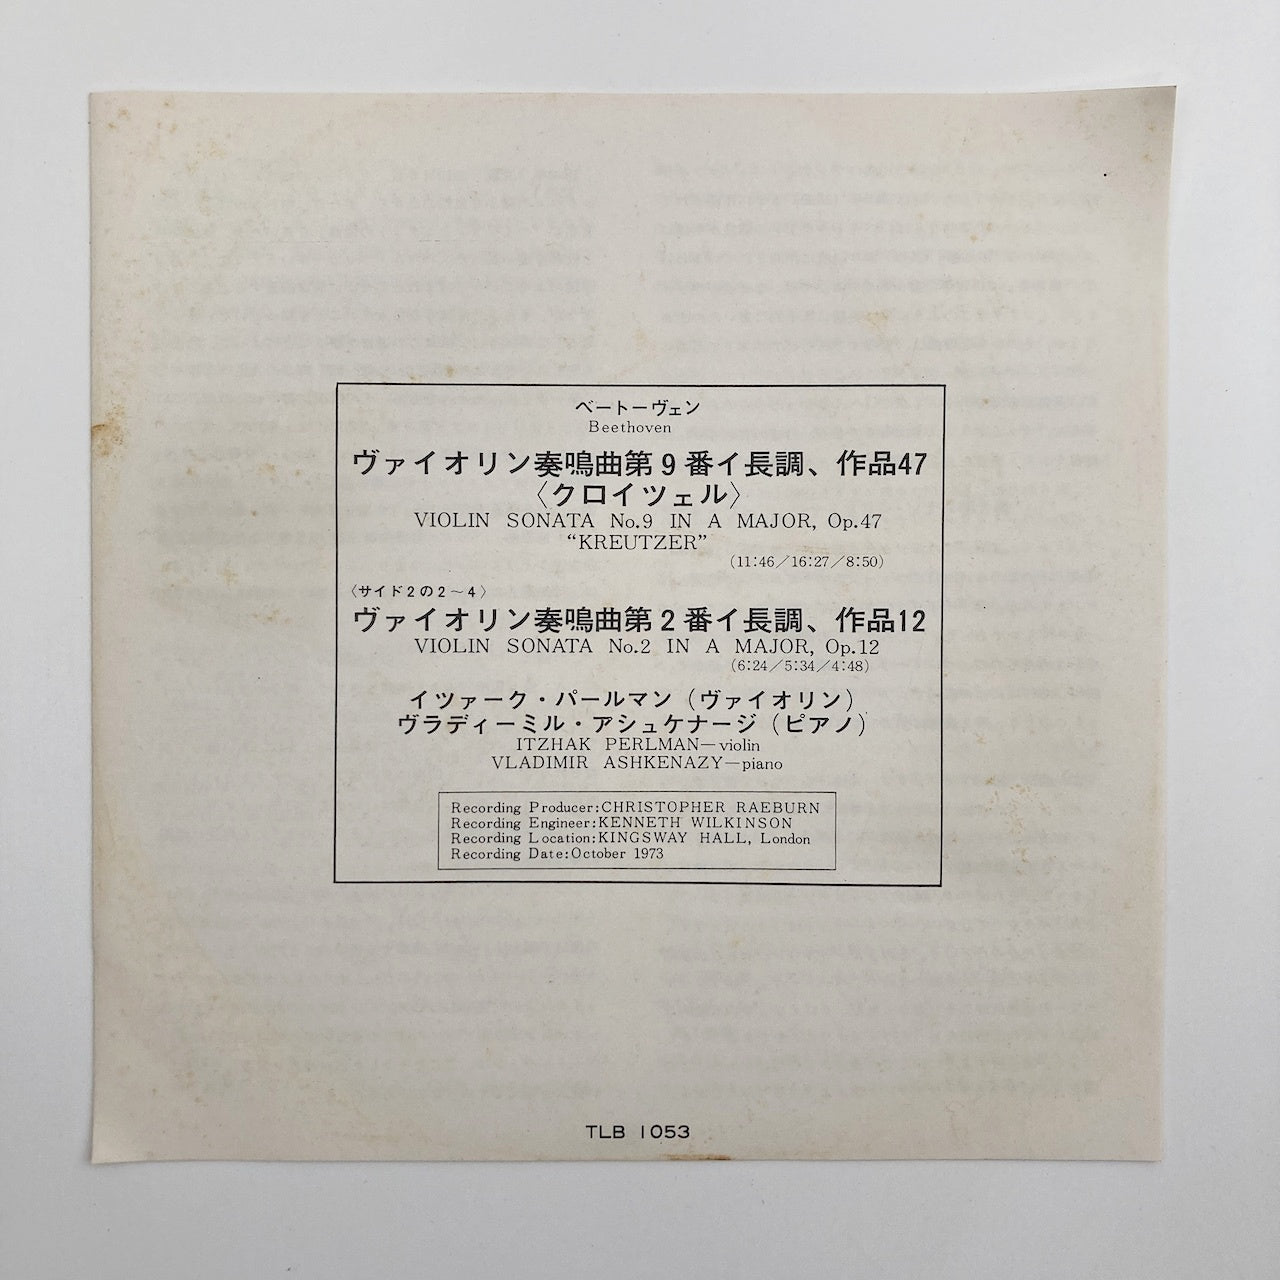 ベートーヴェン
Beethoven
ヴァイオリン奏鳴曲第9番イ長調、作品47
〈クロイツェル〉
VIOLIN SONATA No.9 IN A MAJOR, Op.47
“KREUTZER”
(11:46／16:27／8:50)
〈サイド2の2～4〉
ヴァイオリン奏鳴曲第2番イ長調、作品12
VIOLIN SONATA No.2 IN A MAJOR, Op.12
(6:24／5:34／4:48)
イツァーク・パールマン（ヴァイオリン）
ヴラディーミル・アシュケナージ（ピアノ）
ITZHAK PERLMAN—violin
VLADIMIR ASHKENAZY—piano
Recording Producer:CHRISTOPHER RAEBURN
Recording Engineer:KENNETH WILKINSON
Recording Location:KINGSWAY HALL, London
Recording Date:October 1973
TLB 1053